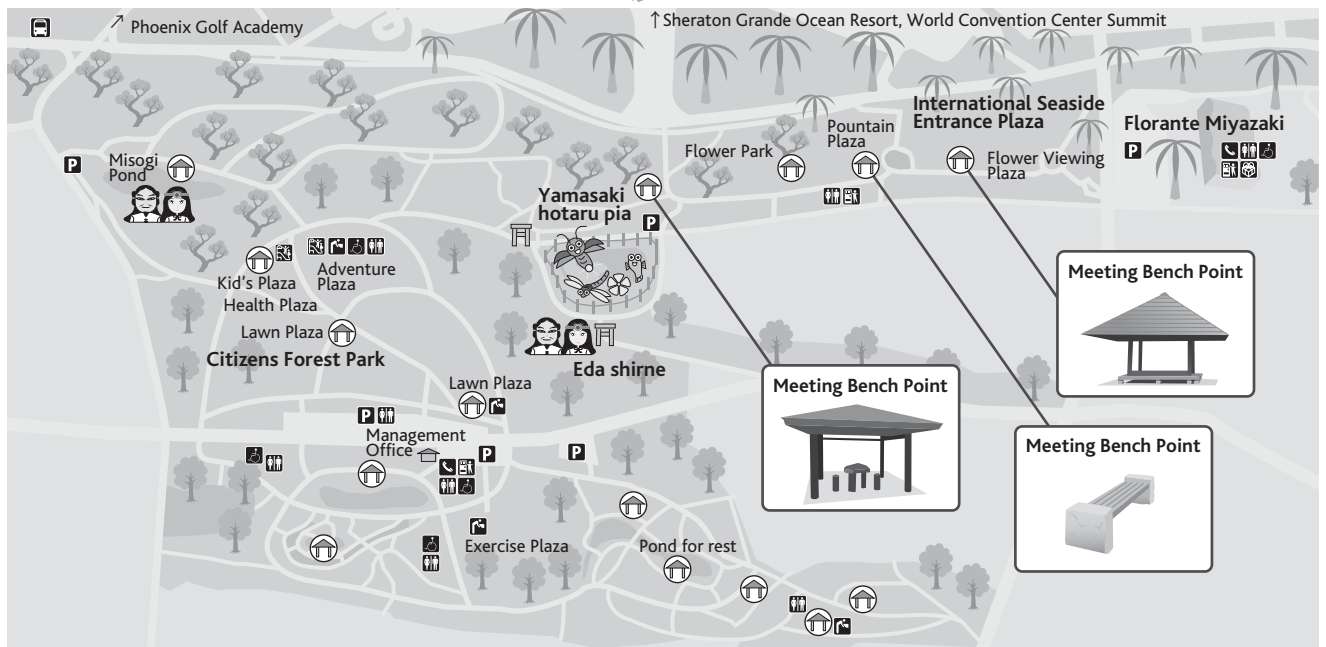 Phoenix Golf Academy
↑Sheraton Grande Ocean Resort, World Convention Center Summit
International Seaside
Entrance Plaza
Florante Miyazaki
Pountain
Plaza
Flower Park
Flower Viewing
Plaza
P
P
Misogi
Pond
Yamasaki
hotaru pia
P
Kid's Plaza
Adventure
Plaza
Health Plaza
Lawn Plaza
Citizens Forest Park
Eda shirne
Meeting Bench Point
Meeting Bench Point
Meeting Bench Point
Lawn Plaza
P
Management
Office
P
P
Exercise Plaza
Pond for rest